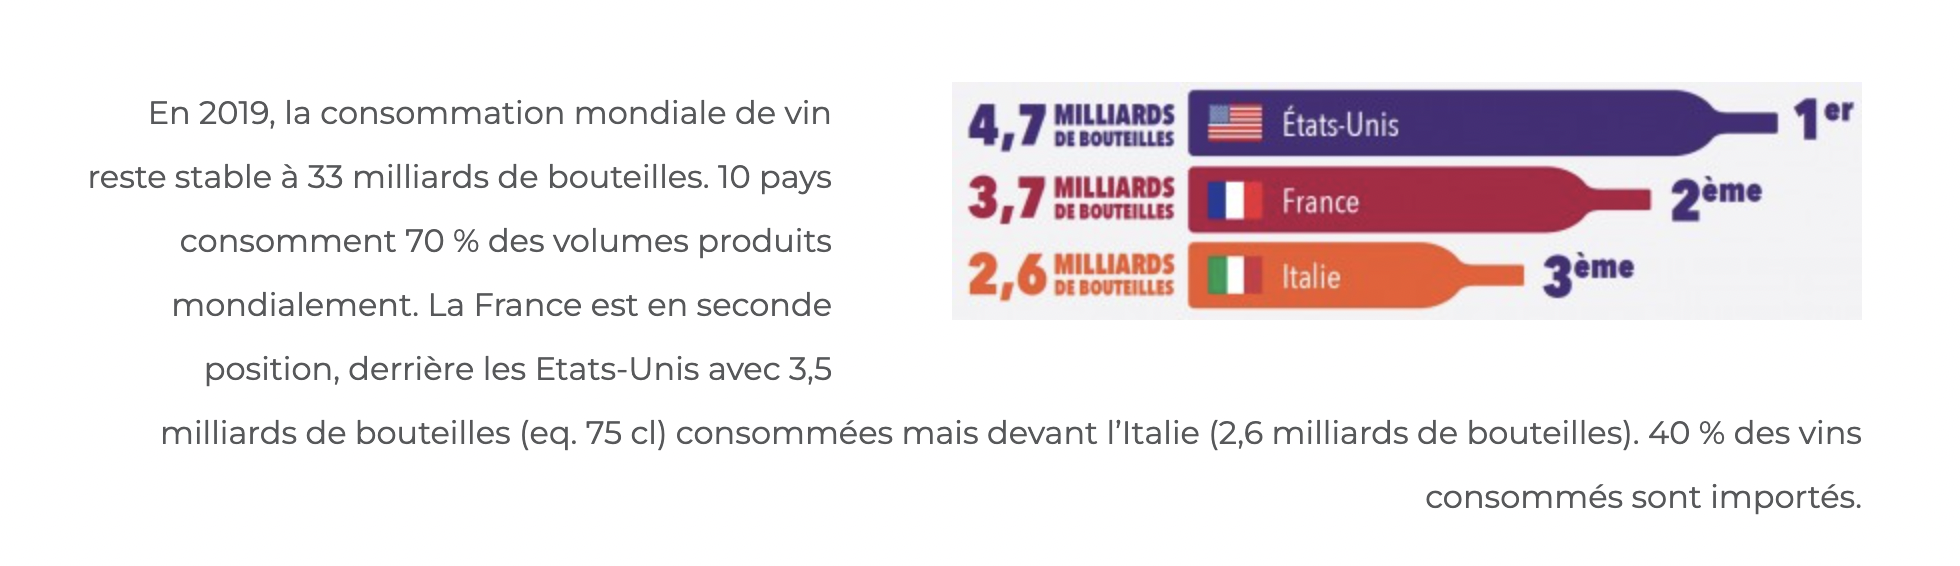 En 2019, la consommation mondiale de vin
reste stable à 33 milliards de bouteilles. 10 pays
consomment 70 % des volumes produits
mondialement. La France est en seconde
position, derrière les Etats-Unis avec 3,5
milliards de bouteilles (eq. 75 cl) consommées mais devant l’Italie (2,6 milliards de bouteilles). 40 % des vins
consommés sont importés.
4,7 MILLIARDS DE BOUTEILLES États-Unis 1er
3,7 MILLIARDS DE BOUTEILLES France 2ème
2,6 MILLIARDS DE BOUTEILLES Italie 3ème